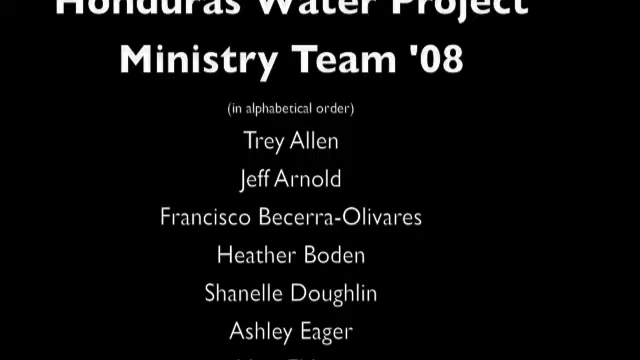 Honduras Water Project
Ministry Team '08
(in alphabetical order)
Trey Allen
Jeff Arnold
Francisco Becerra-Olivares
Heather Boden
Shanelle Doughlin
Ashley Eager